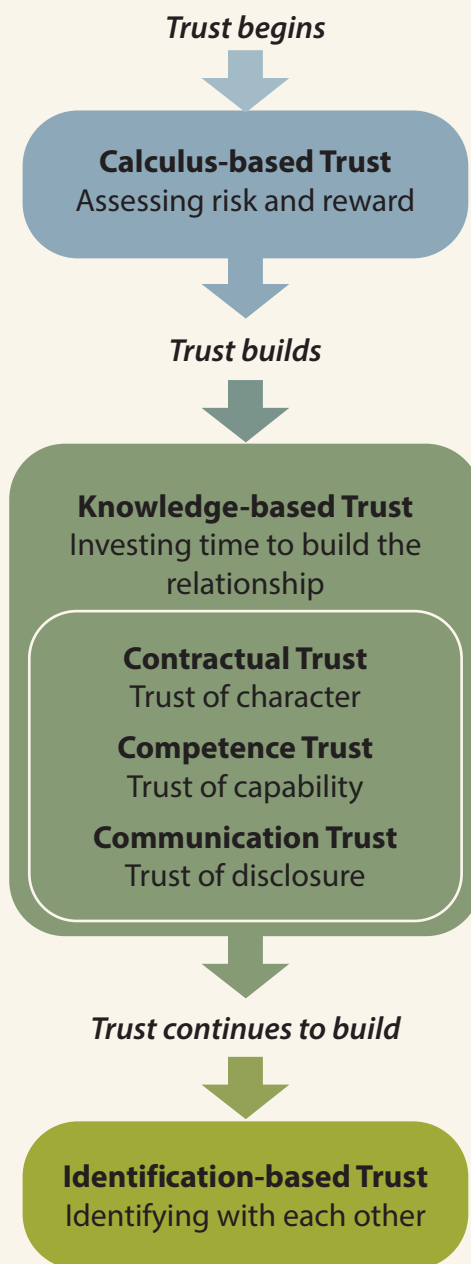 Trust begins
Calculus-based Trust
Assessing risk and reward
Trust builds
Knowledge-based Trust
Investing time to build the
relationship
Contractual Trust
Trust of character
Competence Trust
Trust of capability
Communication Trust
Trust of disclosure
Trust continues to build
Identification-based Trust
Identifying with each other